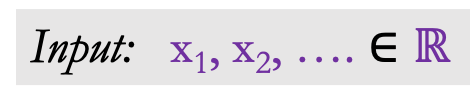 Input: x₁, x₂, …. ∈ ℝ